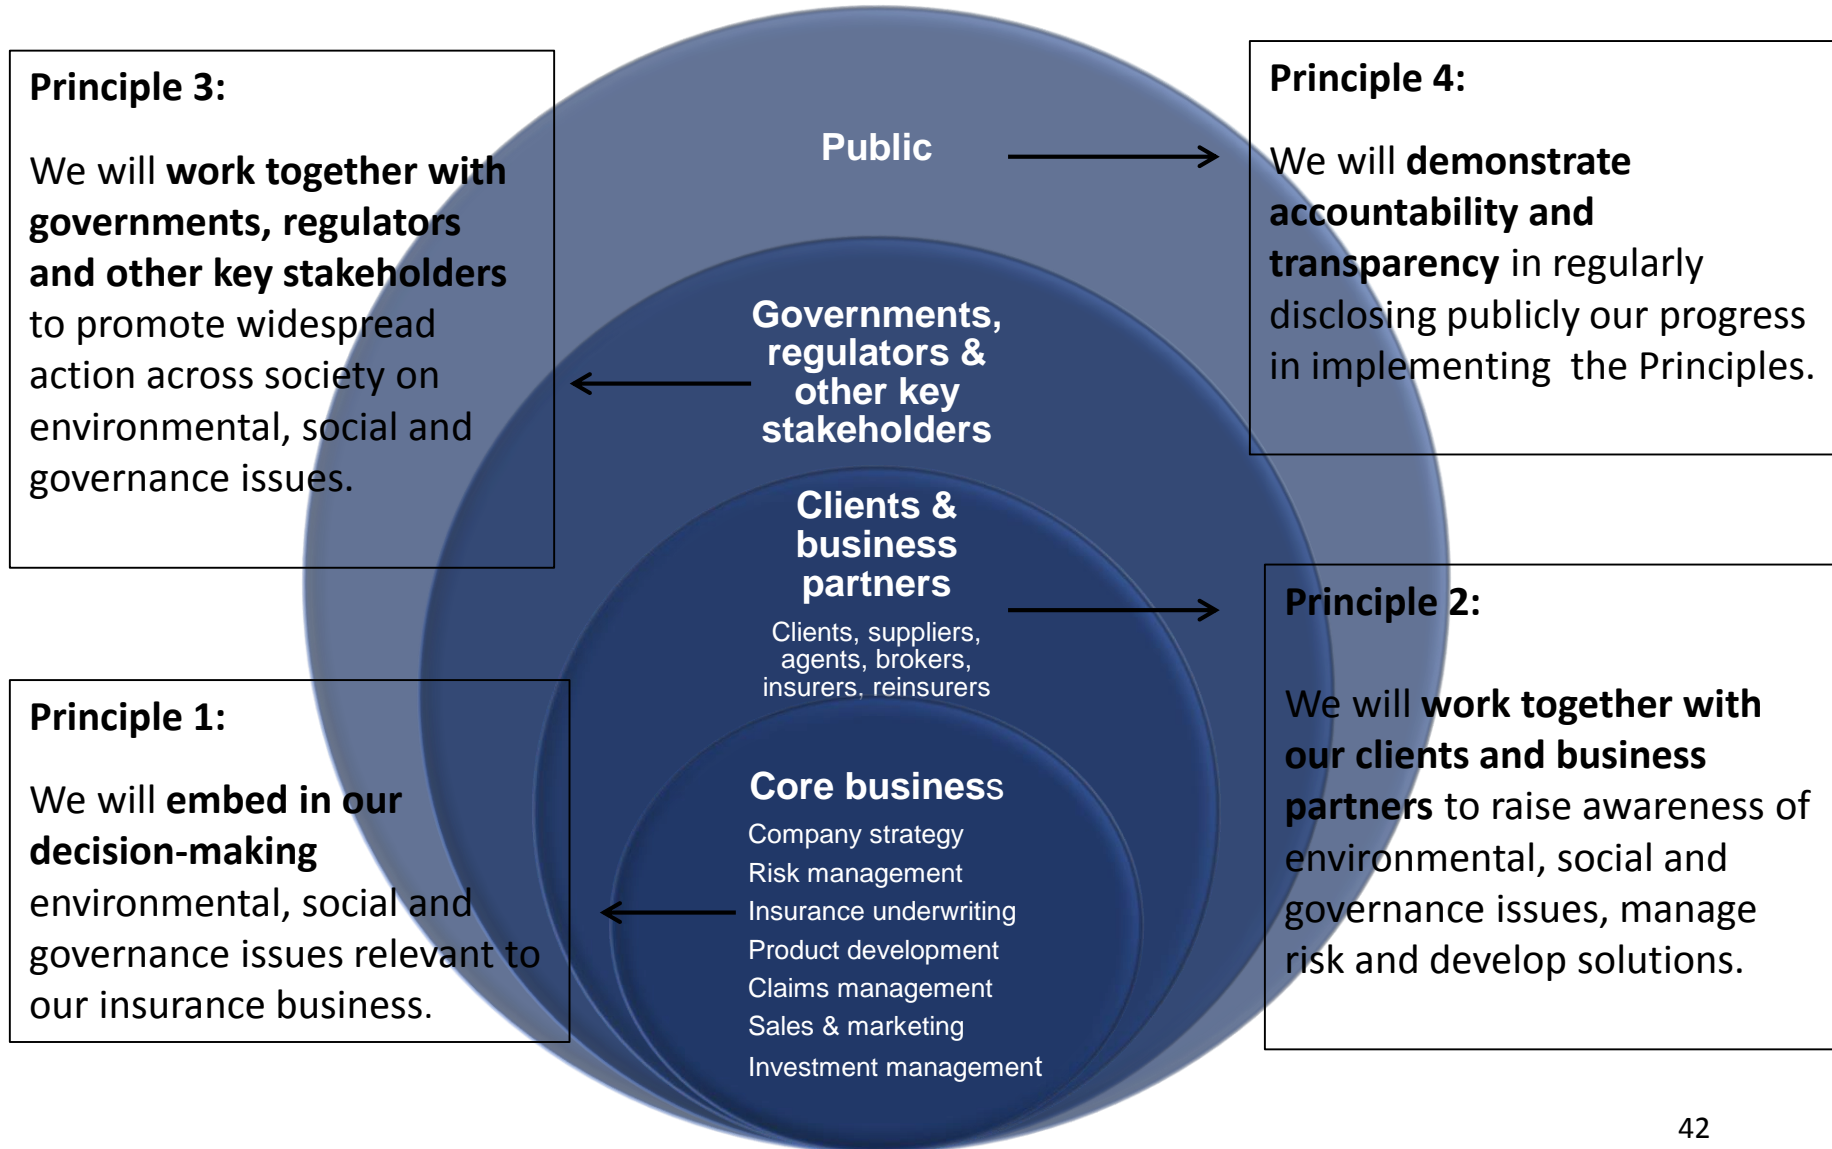 Principle 3:
We will work together with
governments, regulators
and other key stakeholders
to promote widespread
action across society on
environmental, social and
governance issues.
Public
Principle 4:
We will demonstrate
accountability and
transparency in regularly
disclosing publicly our progress
in implementing  the Principles.
Governments,
regulators &
other key
stakeholders
Clients &
business
partners
Clients, suppliers,
agents, brokers,
insurers, reinsurers
Principle 1:
We will embed in our
decision-making
environmental, social and
governance issues relevant to
our insurance business.
Core business
Company strategy
Risk management
Insurance underwriting
Product development
Claims management
Sales & marketing
Investment management
Principle 2:
We will work together with
our clients and business
partners to raise awareness of
environmental, social and
governance issues, manage
risk and develop solutions.
42